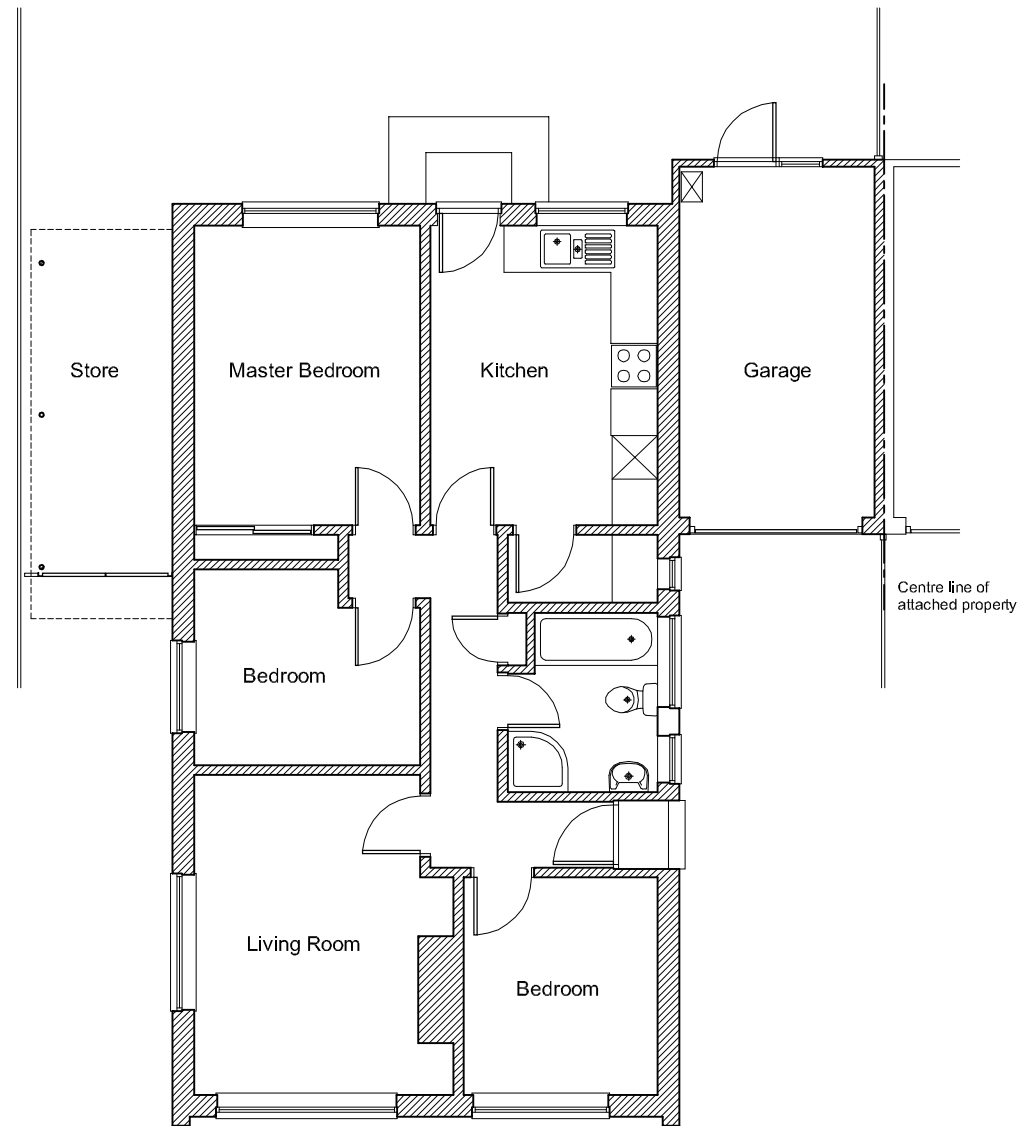 Store
Master Bedroom
Kitchen
Garage
Centre line of
attached property
Bedroom
Living Room
Bedroom